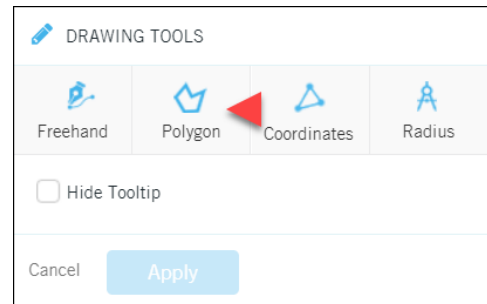 DRAWING TOOLS
Freehand Polygon Coordinates Radius
Hide Tooltip
Cancel Apply